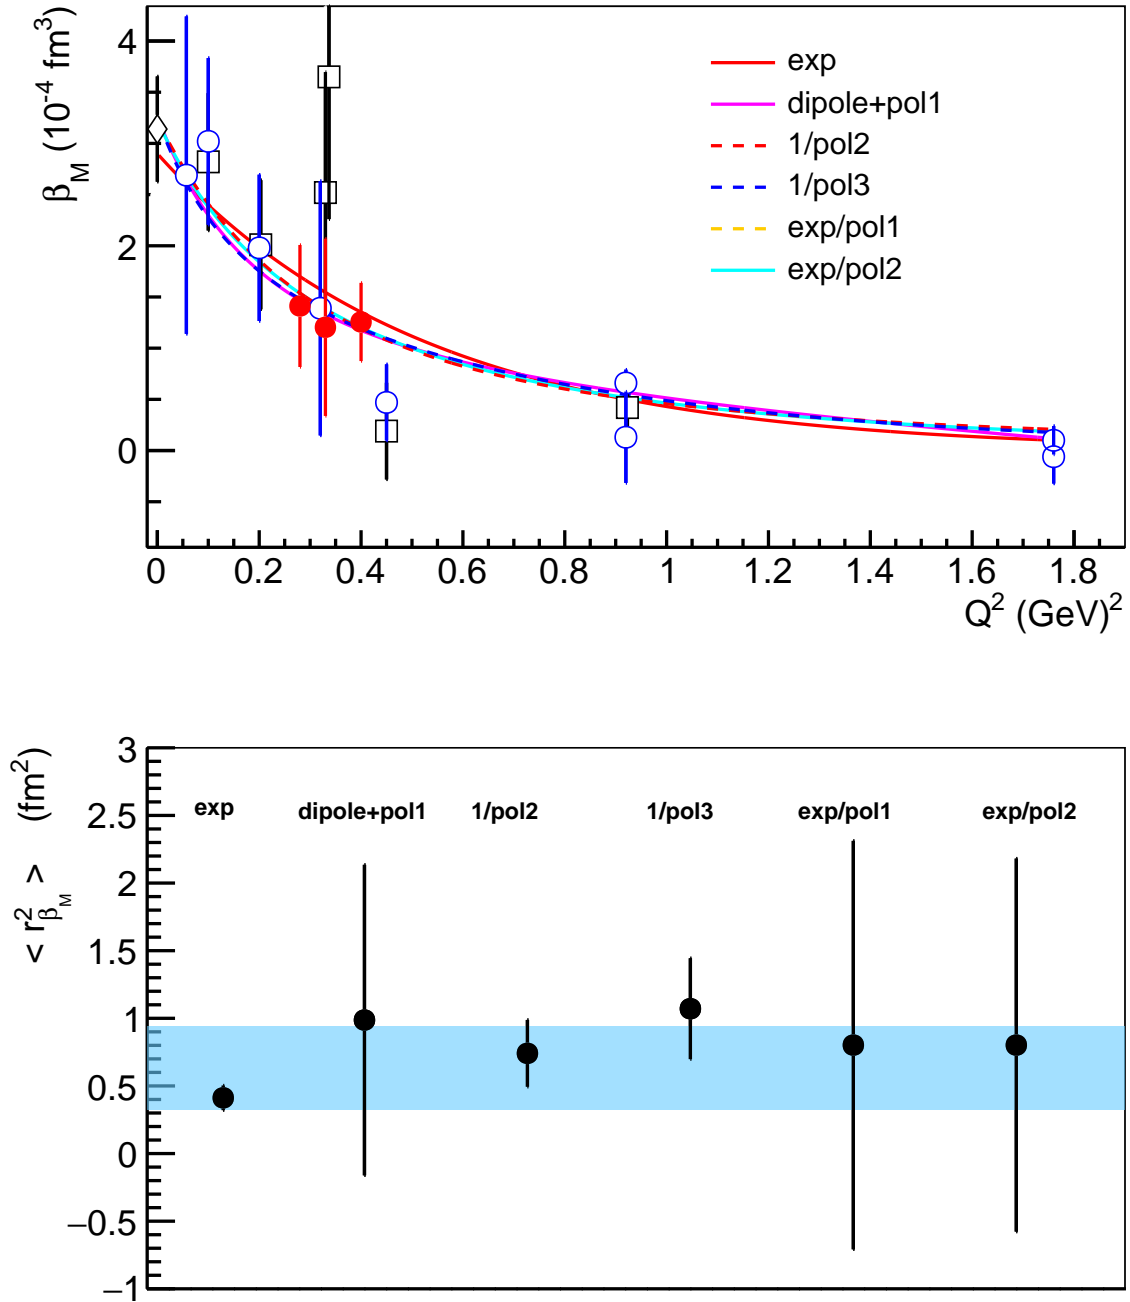 β_M (10^-4 fm^3)
4
2
0
exp
dipole+pol1
1/pol2
1/pol3
exp/pol1
exp/pol2
0 0.2 0.4 0.6 0.8 1 1.2 1.4 1.6 1.8
Q^2 (GeV)^2
< r^2_β_M > (fm^2)
3
2.5
2
1.5
1
0.5
0
−0.5
−1
exp dipole+pol1 1/pol2 1/pol3 exp/pol1 exp/pol2